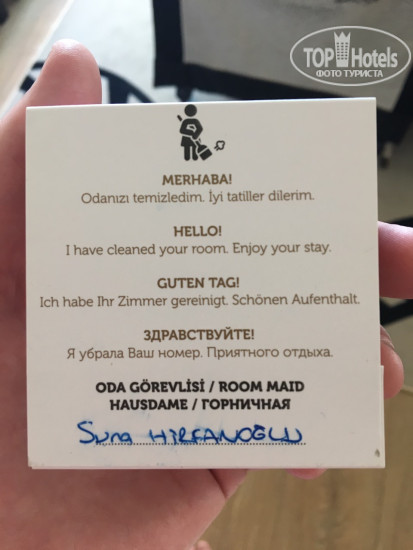 TOP Hotels
ФОТО ТУРИСТА
MERHABA!
Odanızı temizledim. İyi tatiller dilerim.
HELLO!
I have cleaned your room. Enjoy your stay.
GUTEN TAG!
Ich habe Ihr Zimmer gereinigt. Schönen Aufenthalt.
ЗДРАВСТВУЙТЕ!
Я убрала Ваш номер. Приятного отдыха.
ODA GÖREVLİSİ / ROOM MAID
HAUSDAME / ГОРНИЧНАЯ
Suna HİRFANOĞLU